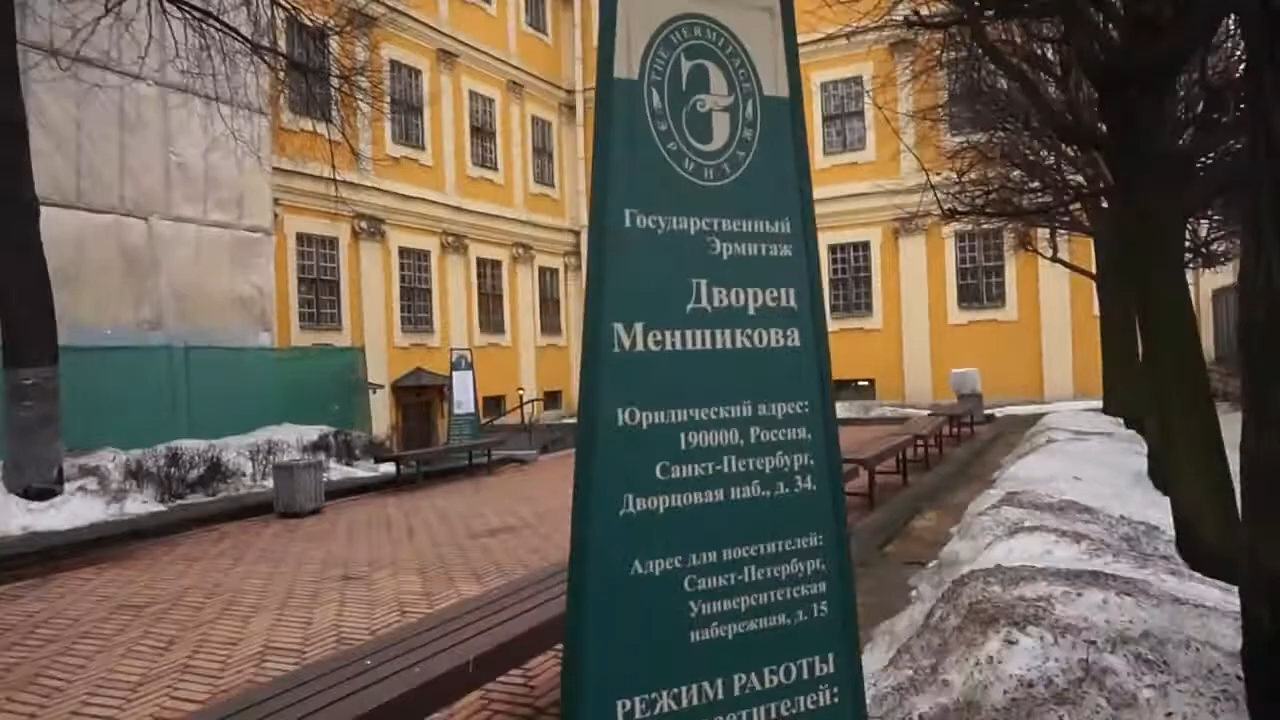 THE HERMITAGE
ЭРМИТАЖ
Государственный
Эрмитаж
Дворец
Меншикова
Юридический адрес:
190000, Россия,
Санкт-Петербург,
Дворцовая наб., д. 34.
Адрес для посетителей:
Санкт-Петербург,
Университетская
набережная, д. 15
РЕЖИМ РАБОТЫ